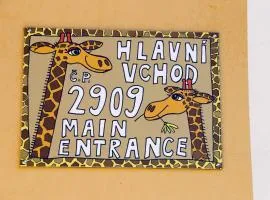 HLAVNÍ
VCHOD
Č.P.
2909
MAIN
ENTRANCE